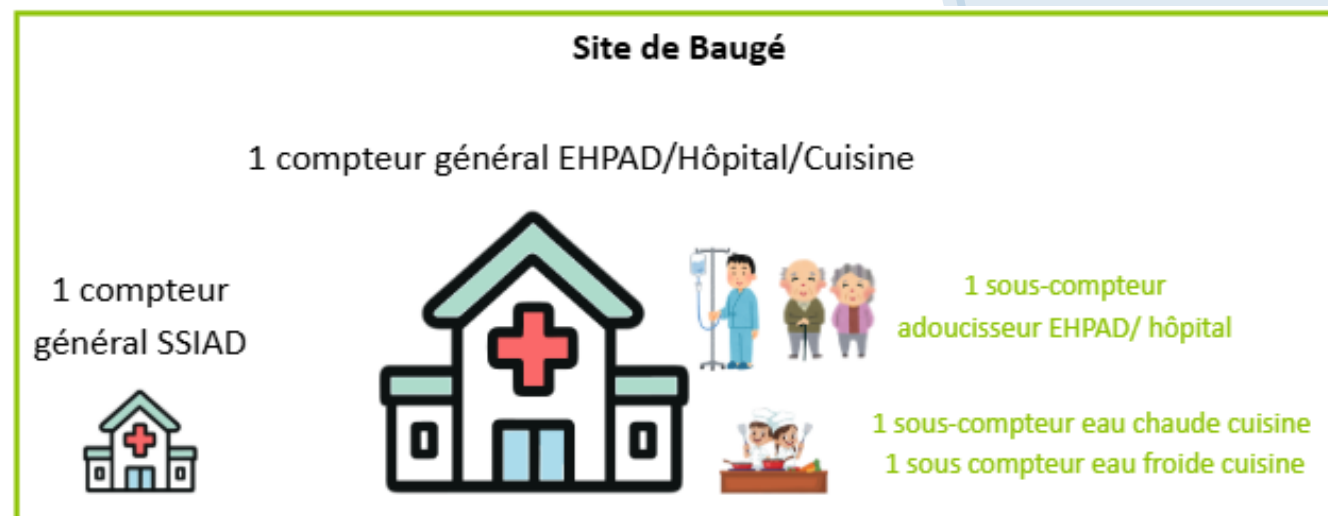 Site de Baugé
1 compteur général EHPAD/Hôpital/Cuisine
1 compteur
général SSIAD
1 sous-compteur
adoucisseur EHPAD/ hôpital
1 sous-compteur eau chaude cuisine
1 sous compteur eau froide cuisine